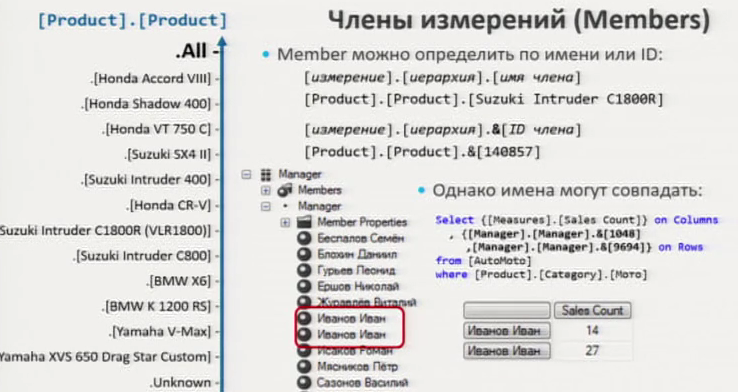 [Product].[Product]
.All
.[Honda Accord VIII]
.[Honda Shadow 400]
.[Honda VT 750 C]
.[Suzuki SX4 II]
.[Suzuki Intruder 400]
.[Honda CR-V]
Suzuki Intruder C1800R (VLR1800)]
.[Suzuki Intruder C800]
.[BMW X6]
.[BMW K 1200 RS]
.[Yamaha V-Max]
Yamaha XVS 650 Drag Star Custom]
.Unknown
Члены измерений (Members)
Member можно определить по имени или ID:
[измерение].[иерархия].[имя члена]
[Product].[Product].[Suzuki Intruder C1800R]
[измерение].[иерархия].&[ID члена]
[Product].[Product].&[140857]
Manager
Members
Manager
Member Properties
Беспалов Семён
Блохин Даниил
Гурьев Леонид
Ершов Николай
Журавлёв Виталий
Иванов Иван
Иванов Иван
Исаков Роман
Мясников Пётр
Сазонов Василий
Однако имена могут совпадать:
Select {[Measures].[Sales Count]} on Columns
, {[Manager].[Manager].&[1048]
,[Manager].[Manager].&[9694]} on Rows
from [AutoMoto]
where [Product].[Category].[Мото]
Sales Count
Иванов Иван 14
Иванов Иван 27